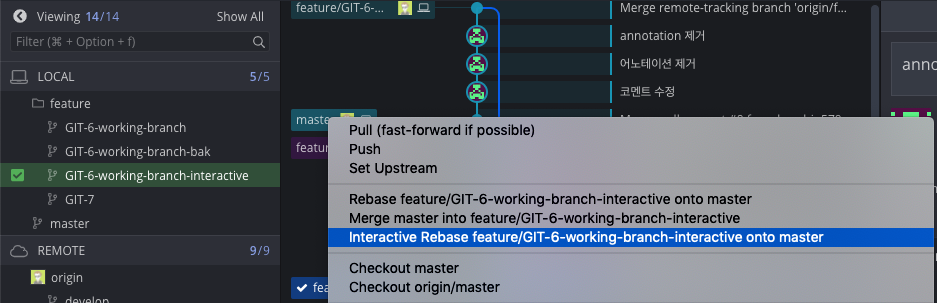 Viewing 14/14 Show All
Filter (⌘ + Option + f)
LOCAL 5/5
feature
GIT-6-working-branch
GIT-6-working-branch-bak
GIT-6-working-branch-interactive
GIT-7
master
REMOTE 9/9
origin
develop
feature/GIT-6-...
Merge remote-tracking branch 'origin/f...
annotation 제거
어노테이션 제거
코멘트 수정
maste
featu
Pull (fast-forward if possible)
Push
Set Upstream
Rebase feature/GIT-6-working-branch-interactive onto master
Merge master into feature/GIT-6-working-branch-interactive
Interactive Rebase feature/GIT-6-working-branch-interactive onto master
Checkout master
Checkout origin/master
fea
anno